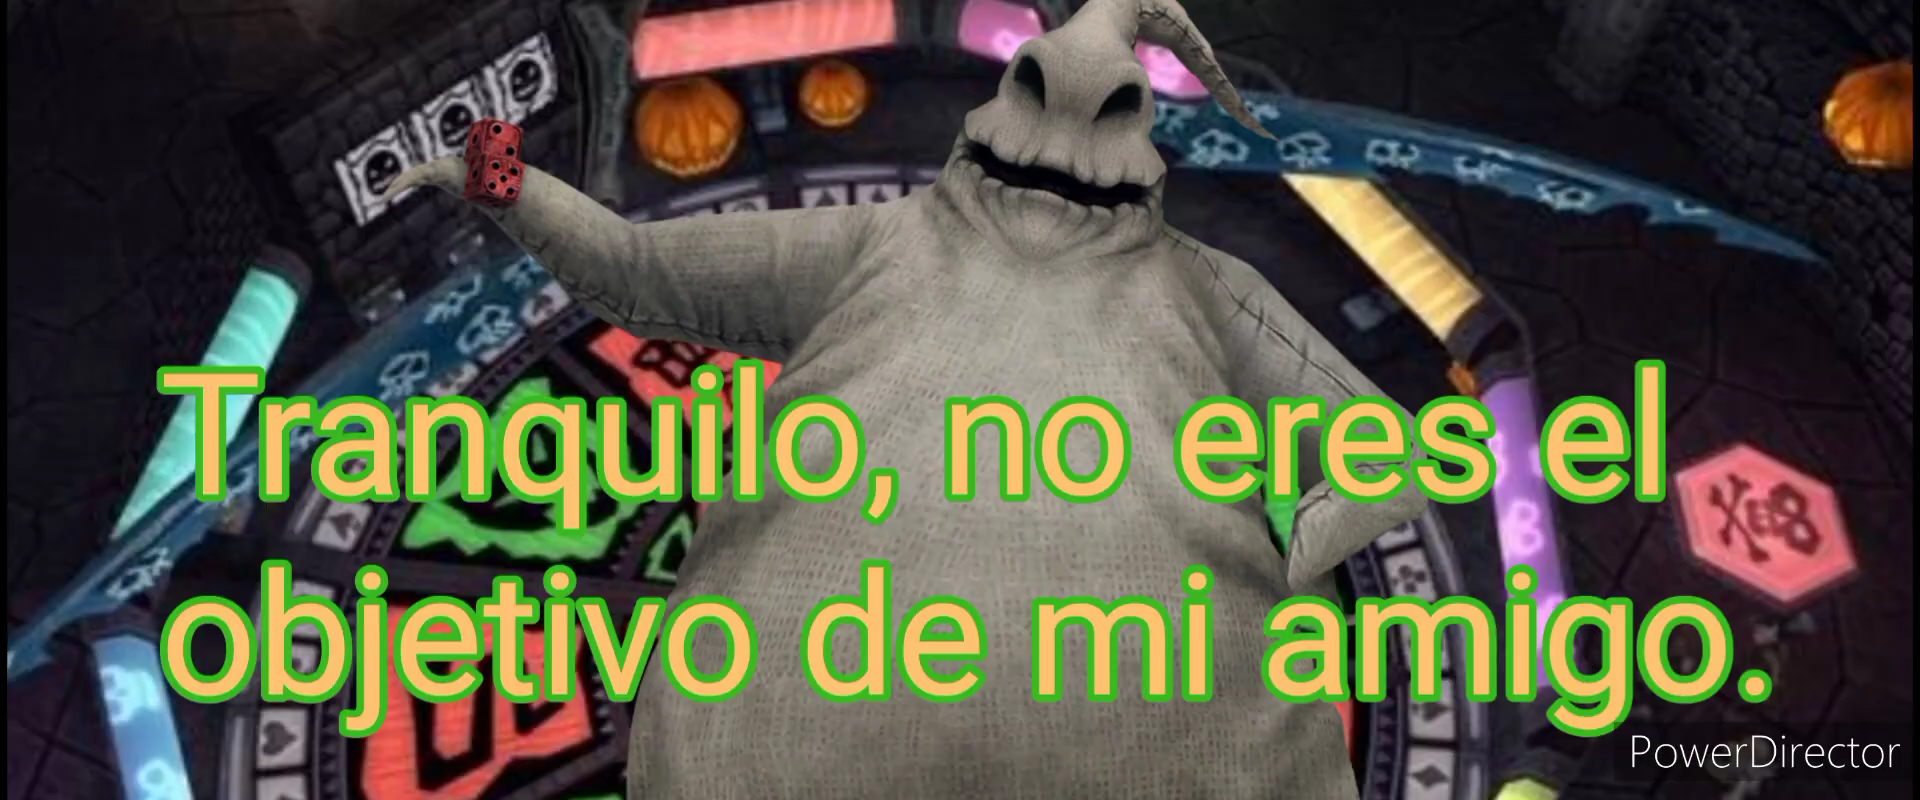 Tranquilo, no eres el
objetivo de mi amigo.
PowerDirector